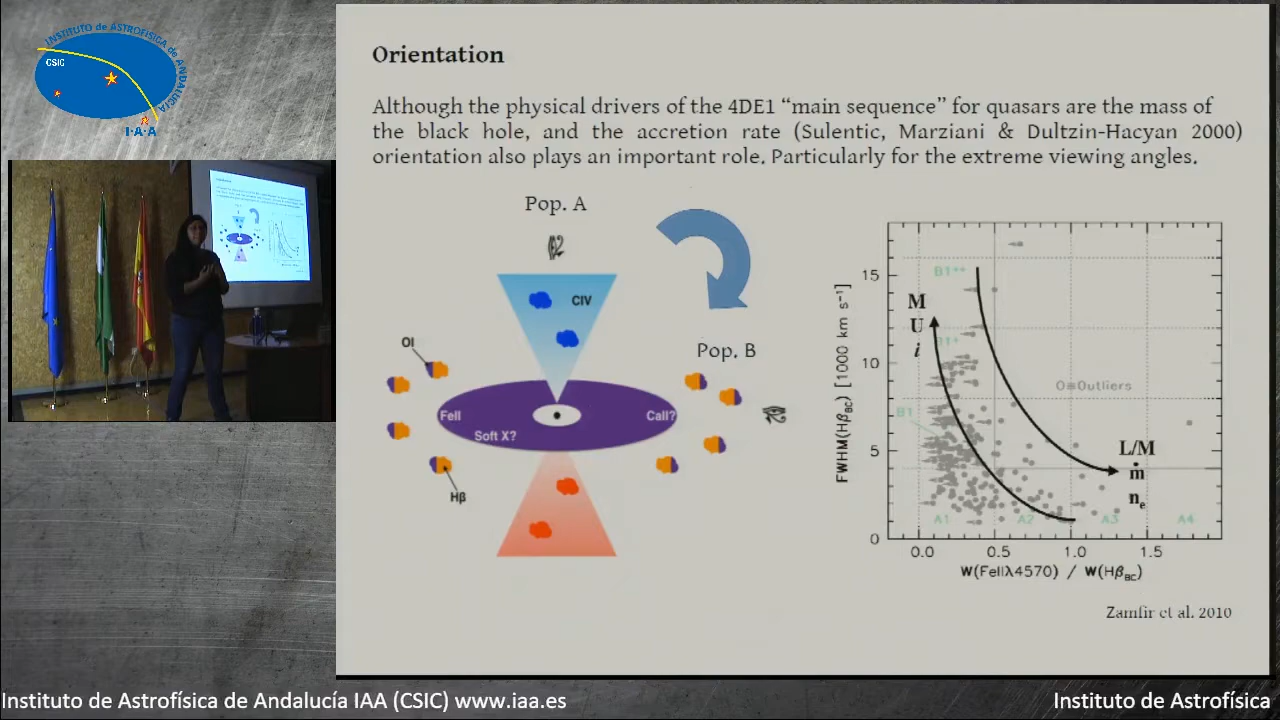 INSTITUTO de ASTROFÍSICA de ANDALUCÍA
CSIC
I·A·A
Orientation
Although the physical drivers of the 4DE1 “main sequence” for quasars are the mass of
the black hole, and the accretion rate (Sulentic, Marziani & Dultzin-Hacyan 2000)
orientation also plays an important role. Particularly for the extreme viewing angles.
Pop. A
CIV
OI
Pop. B
FeII
CaII?
Soft X?
Hβ
FWHM(Hβ_BC) [1000 km s⁻¹]
15
10
5
0
B1⁺⁺
M
U
i
B1⁺
OOutliers
B1
L/M
ṁ
nₑ
A1
A2
A3
A4
0.0
0.5
1.0
1.5
W(FeIIλ4570) / W(Hβ_BC)
Zamfir et al. 2010
Instituto de Astrofísica de Andalucía IAA (CSIC) www.iaa.es
Instituto de Astrofísica